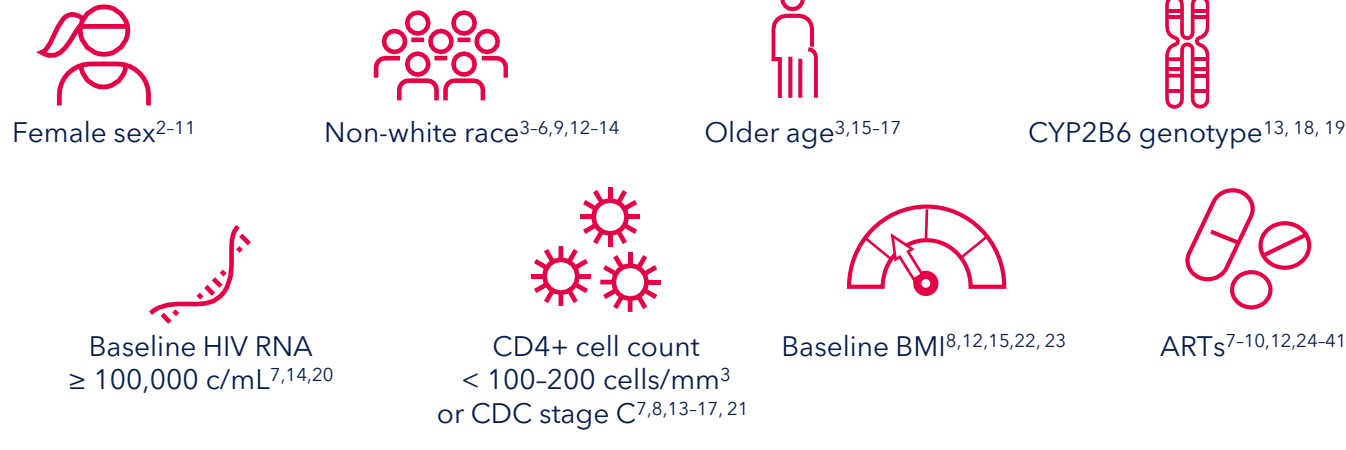 Female sex2–11
Non-white race3–6,9,12–14
Older age3,15–17
CYP2B6 genotype13, 18, 19
Baseline HIV RNA
≥ 100,000 c/mL7,14,20
CD4+ cell count
< 100–200 cells/mm3
or CDC stage C7,8,13–17, 21
Baseline BMI8,12,15,22, 23
ARTs7–10,12,24–41